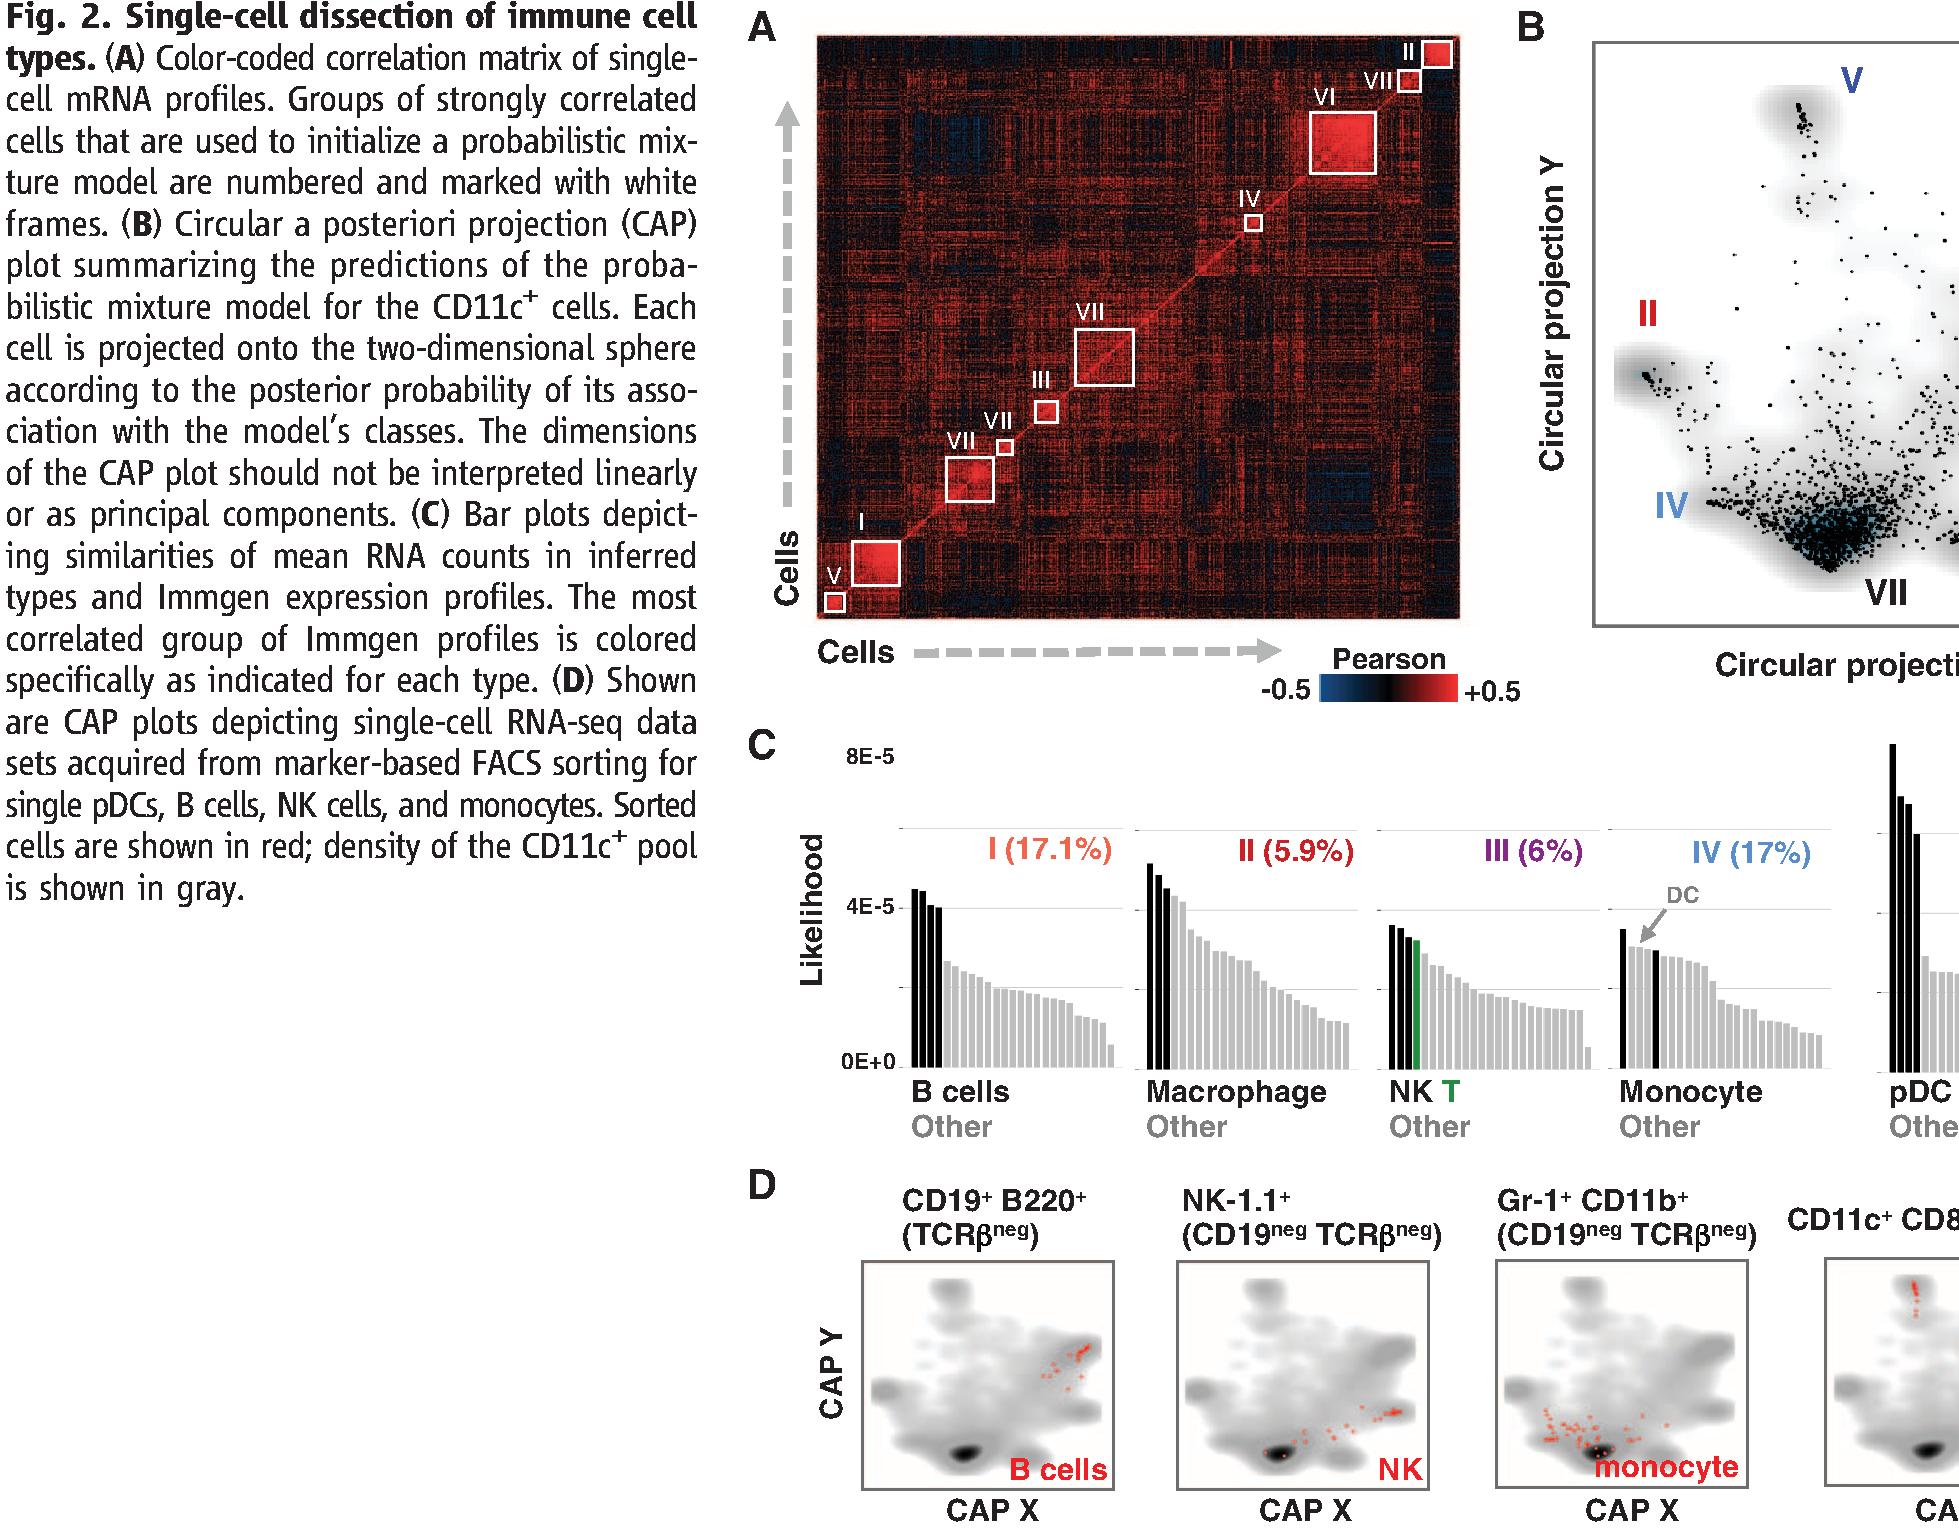 Fig. 2. Single-cell dissection of immune cell
types. (A) Color-coded correlation matrix of single-
cell mRNA profiles. Groups of strongly correlated
cells that are used to initialize a probabilistic mix-
ture model are numbered and marked with white
frames. (B) Circular a posteriori projection (CAP)
plot summarizing the predictions of the proba-
bilistic mixture model for the CD11c⁺ cells. Each
cell is projected onto the two-dimensional sphere
according to the posterior probability of its asso-
ciation with the model's classes. The dimensions
of the CAP plot should not be interpreted linearly
or as principal components. (C) Bar plots depict-
ing similarities of mean RNA counts in inferred
types and Immgen expression profiles. The most
correlated group of Immgen profiles is colored
specifically as indicated for each type. (D) Shown
are CAP plots depicting single-cell RNA-seq data
sets acquired from marker-based FACS sorting for
single pDCs, B cells, NK cells, and monocytes. Sorted
cells are shown in red; density of the CD11c⁺ pool
is shown in gray.
A
II
VII
VI
IV
VII
III
VII
VII
I
V
Cells
Cells
Pearson
-0.5
+0.5
B
V
II
IV
VII
Circular projection Y
Circular projecti
C
8E-5
4E-5
0E+0
Likelihood
I (17.1%)
II (5.9%)
III (6%)
IV (17%)
DC
B cells
Other
Macrophage
Other
NK T
Other
Monocyte
Other
pDC
Othe
D
CD19⁺ B220⁺
(TCRβⁿᵉᵍ)
NK-1.1⁺
(CD19ⁿᵉᵍ TCRβⁿᵉᵍ)
Gr-1⁺ CD11b⁺
(CD19ⁿᵉᵍ TCRβⁿᵉᵍ)
CD11c⁺ CD8
CAP Y
B cells
NK
monocyte
CAP X
CAP X
CAP X
CA